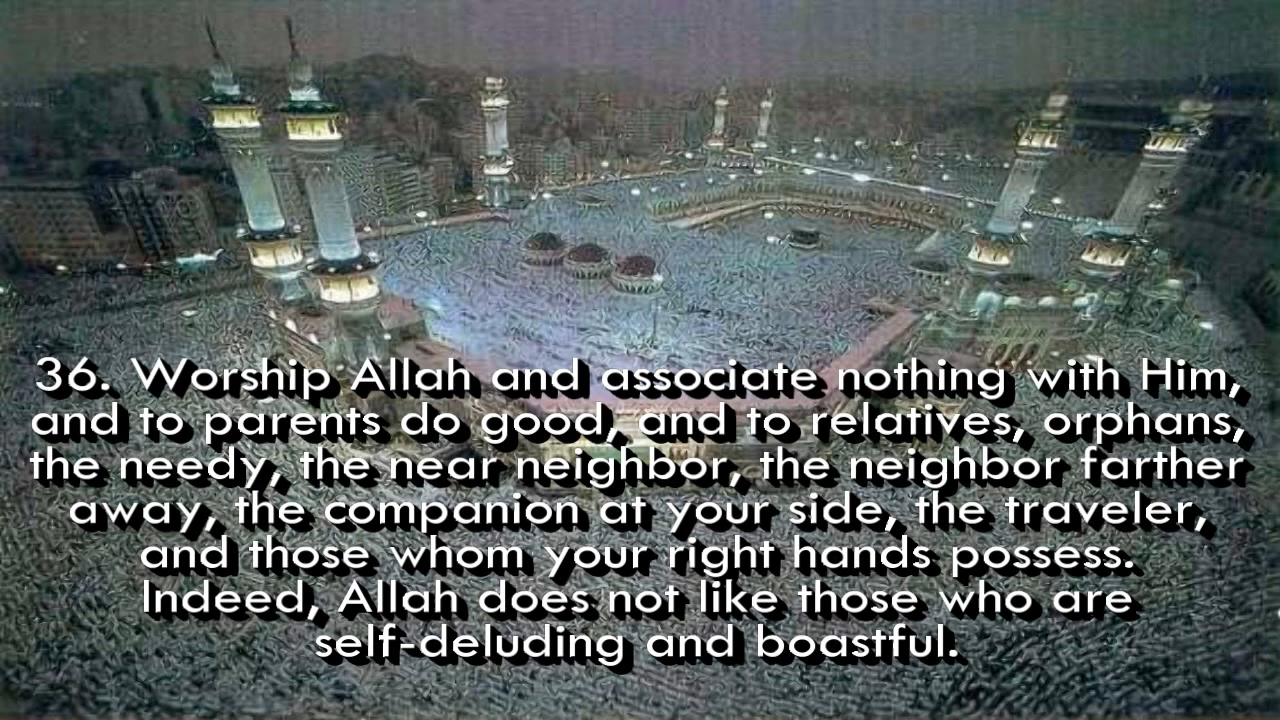 36. Worship Allah and associate nothing with Him,
and to parents do good, and to relatives, orphans,
the needy, the near neighbor, the neighbor farther
away, the companion at your side, the traveler,
and those whom your right hands possess.
Indeed, Allah does not like those who are
self-deluding and boastful.